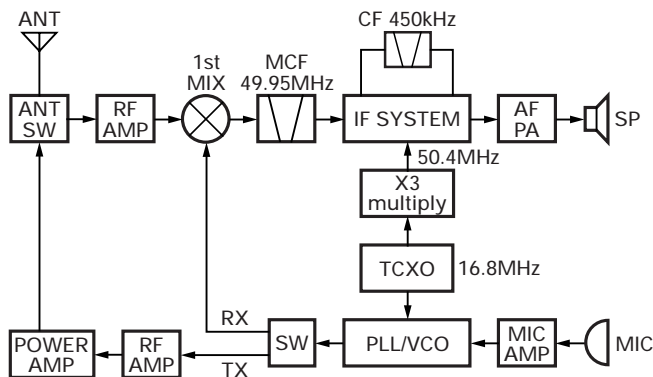 ANT
CF 450kHz
1st
MIX
MCF
49.95MHz
ANT
SW
RF
AMP
IF SYSTEM
AF
PA
SP
50.4MHz
X3
multiply
TCXO
16.8MHz
RX
TX
POWER
AMP
RF
AMP
SW
PLL/VCO
MIC
AMP
MIC